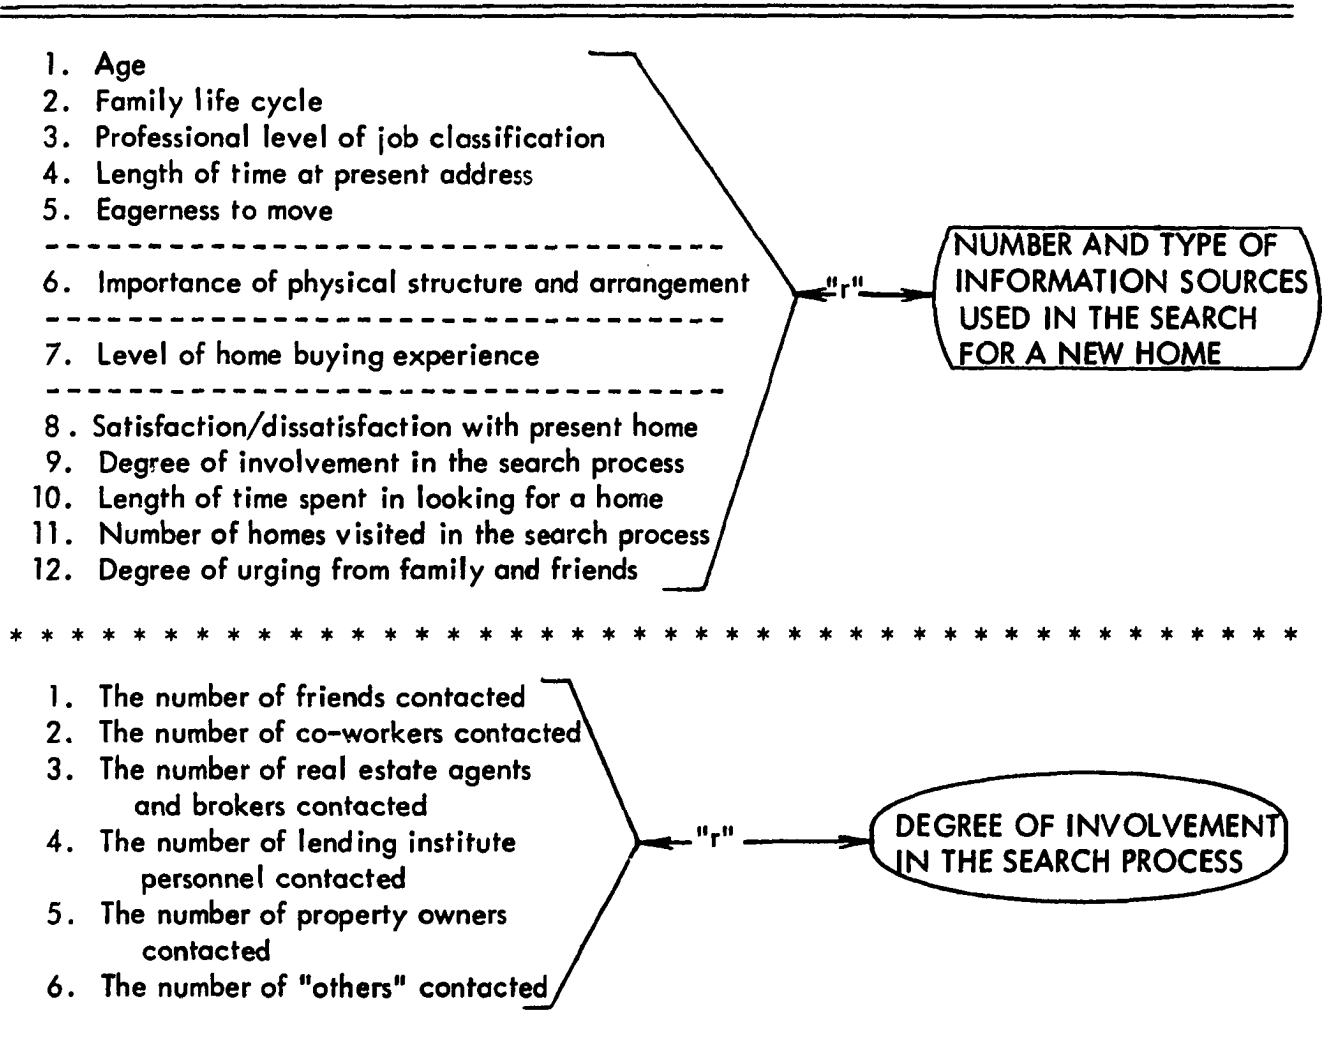 1. Age
2. Family life cycle
3. Professional level of job classification
4. Length of time at present address
5. Eagerness to move
6. Importance of physical structure and arrangement
7. Level of home buying experience
8. Satisfaction/dissatisfaction with present home
9. Degree of involvement in the search process
10. Length of time spent in looking for a home
11. Number of homes visited in the search process
12. Degree of urging from family and friends
"r"
NUMBER AND TYPE OF
INFORMATION SOURCES
USED IN THE SEARCH
FOR A NEW HOME
* * * * * * * * * * * * * * * * * * * * * * * * * * * * * * * * * * * * * * * * * *
1. The number of friends contacted
2. The number of co-workers contacted
3. The number of real estate agents
and brokers contacted
4. The number of lending institute
personnel contacted
5. The number of property owners
contacted
6. The number of "others" contacted
"r"
DEGREE OF INVOLVEMENT
IN THE SEARCH PROCESS